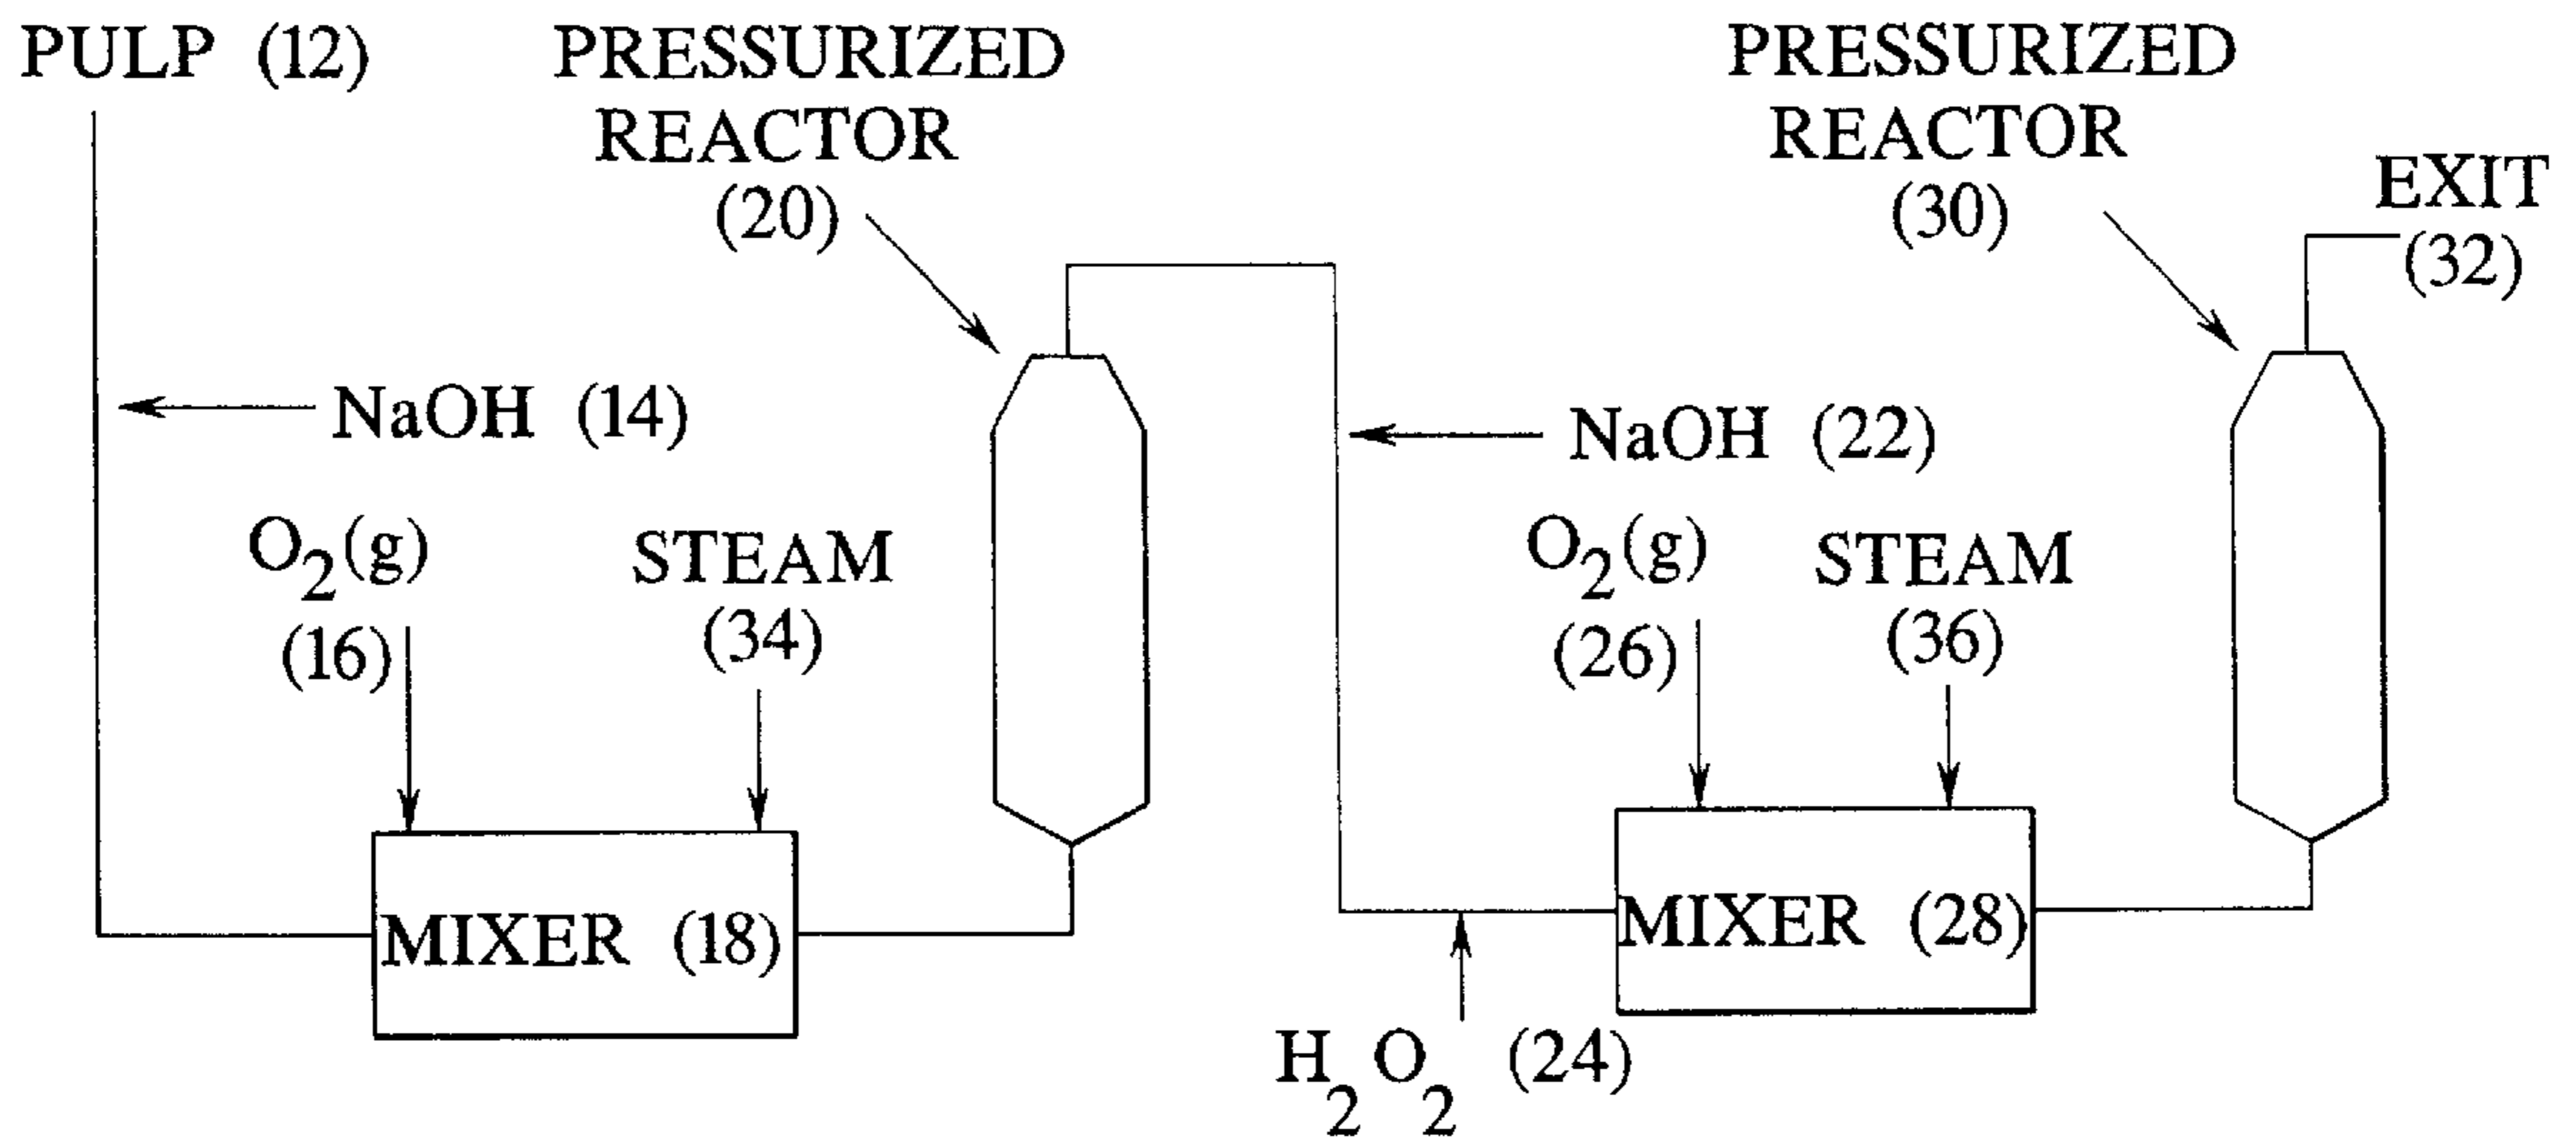 PULP (12)
PRESSURIZED
REACTOR
(20)
PRESSURIZED
REACTOR
(30)
EXIT
(32)
NaOH (14)
NaOH (22)
O2(g)
(16)
STEAM
(34)
O2(g)
(26)
STEAM
(36)
MIXER (18)
MIXER (28)
H2O2 (24)